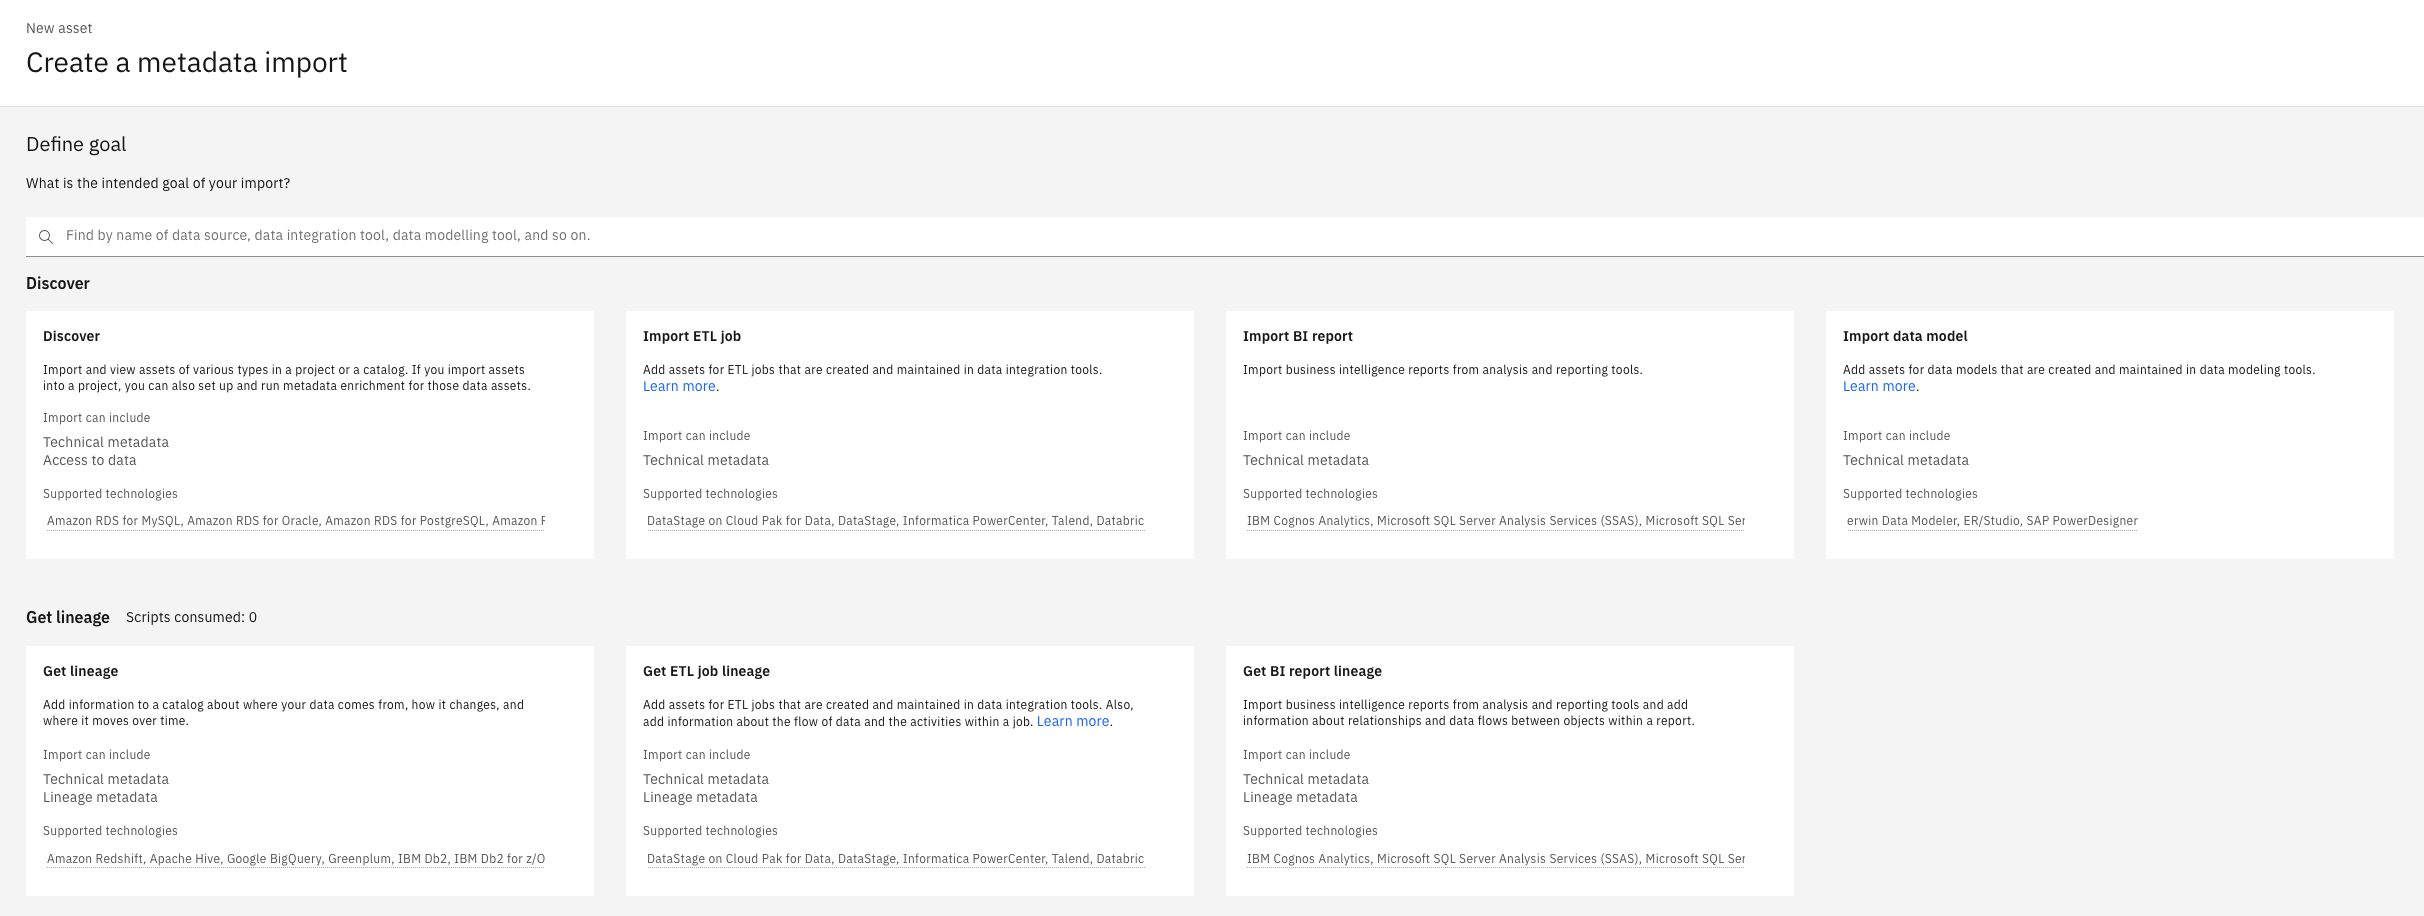 New asset
Create a metadata import
Define goal
What is the intended goal of your import?
Find by name of data source, data integration tool, data modelling tool, and so on.
Discover
Discover
Import and view assets of various types in a project or a catalog. If you import assets
into a project, you can also set up and run metadata enrichment for those data assets.
Import can include
Technical metadata
Access to data
Supported technologies
Amazon RDS for MySQL, Amazon RDS for Oracle, Amazon RDS for PostgreSQL, Amazon
Import ETL job
Add assets for ETL jobs that are created and maintained in data integration tools.
Learn more.
Import can include
Technical metadata
Supported technologies
DataStage on Cloud Pak for Data, DataStage, Informatica PowerCenter, Talend, Databric
Import BI report
Import business intelligence reports from analysis and reporting tools.
Import can include
Technical metadata
Supported technologies
IBM Cognos Analytics, Microsoft SQL Server Analysis Services (SSAS), Microsoft SQL Ser
Import data model
Add assets for data models that are created and maintained in data modeling tools.
Learn more.
Import can include
Technical metadata
Supported technologies
erwin Data Modeler, ER/Studio, SAP PowerDesigner
Get lineage Scripts consumed: 0
Get lineage
Add information to a catalog about where your data comes from, how it changes, and
where it moves over time.
Import can include
Technical metadata
Lineage metadata
Supported technologies
Amazon Redshift, Apache Hive, Google BigQuery, Greenplum, IBM Db2, IBM Db2 for z/O
Get ETL job lineage
Add assets for ETL jobs that are created and maintained in data integration tools. Also,
add information about the flow of data and the activities within a job. Learn more.
Import can include
Technical metadata
Lineage metadata
Supported technologies
DataStage on Cloud Pak for Data, DataStage, Informatica PowerCenter, Talend, Databric
Get BI report lineage
Import business intelligence reports from analysis and reporting tools and add
information about relationships and data flows between objects within a report.
Import can include
Technical metadata
Lineage metadata
Supported technologies
IBM Cognos Analytics, Microsoft SQL Server Analysis Services (SSAS), Microsoft SQL Ser